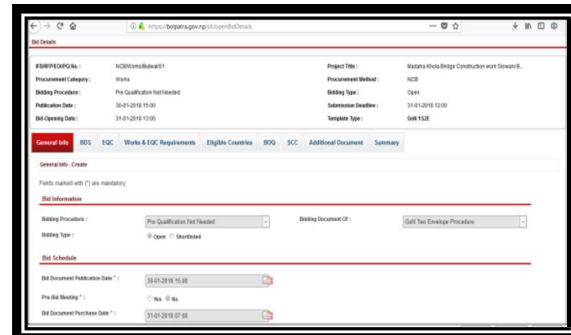 https://bolpatra.gov.np/ut/openBidDetails
Bid Details
IFB/RFP/EOI/PQ No. : NCB/Works/Butwal/01 Project Title : Madatra Khola Bridge Construction work Siswani B...
Procurement Category : Works Procurement Method : NCB
Bidding Procedure : Pre Qualification Not Needed Bidding Type : Open
Publication Date : 30-01-2018 15:00 Submission Deadline : 31-01-2018 12:00
Bid Opening Date : 31-01-2018 13:00 Template Type : GoN 1S2E
General Info BDS EQC Works & EQC Requirements Eligible Countries BOQ SCC Additional Document Summary
General Info - Create
Fields marked with (*) are mandatory
Bid Information
Bidding Procedure : Pre Qualification Not Needed Bidding Document Of : GoN Two Envelope Procedure
Bidding Type : Open Shortlisted
Bid Schedule
Bid Document Publication Date * : 30-01-2018 15:00
Pre-Bid Meeting * : Yes No
Bid Document Purchase Date * : 31-01-2018 07:00